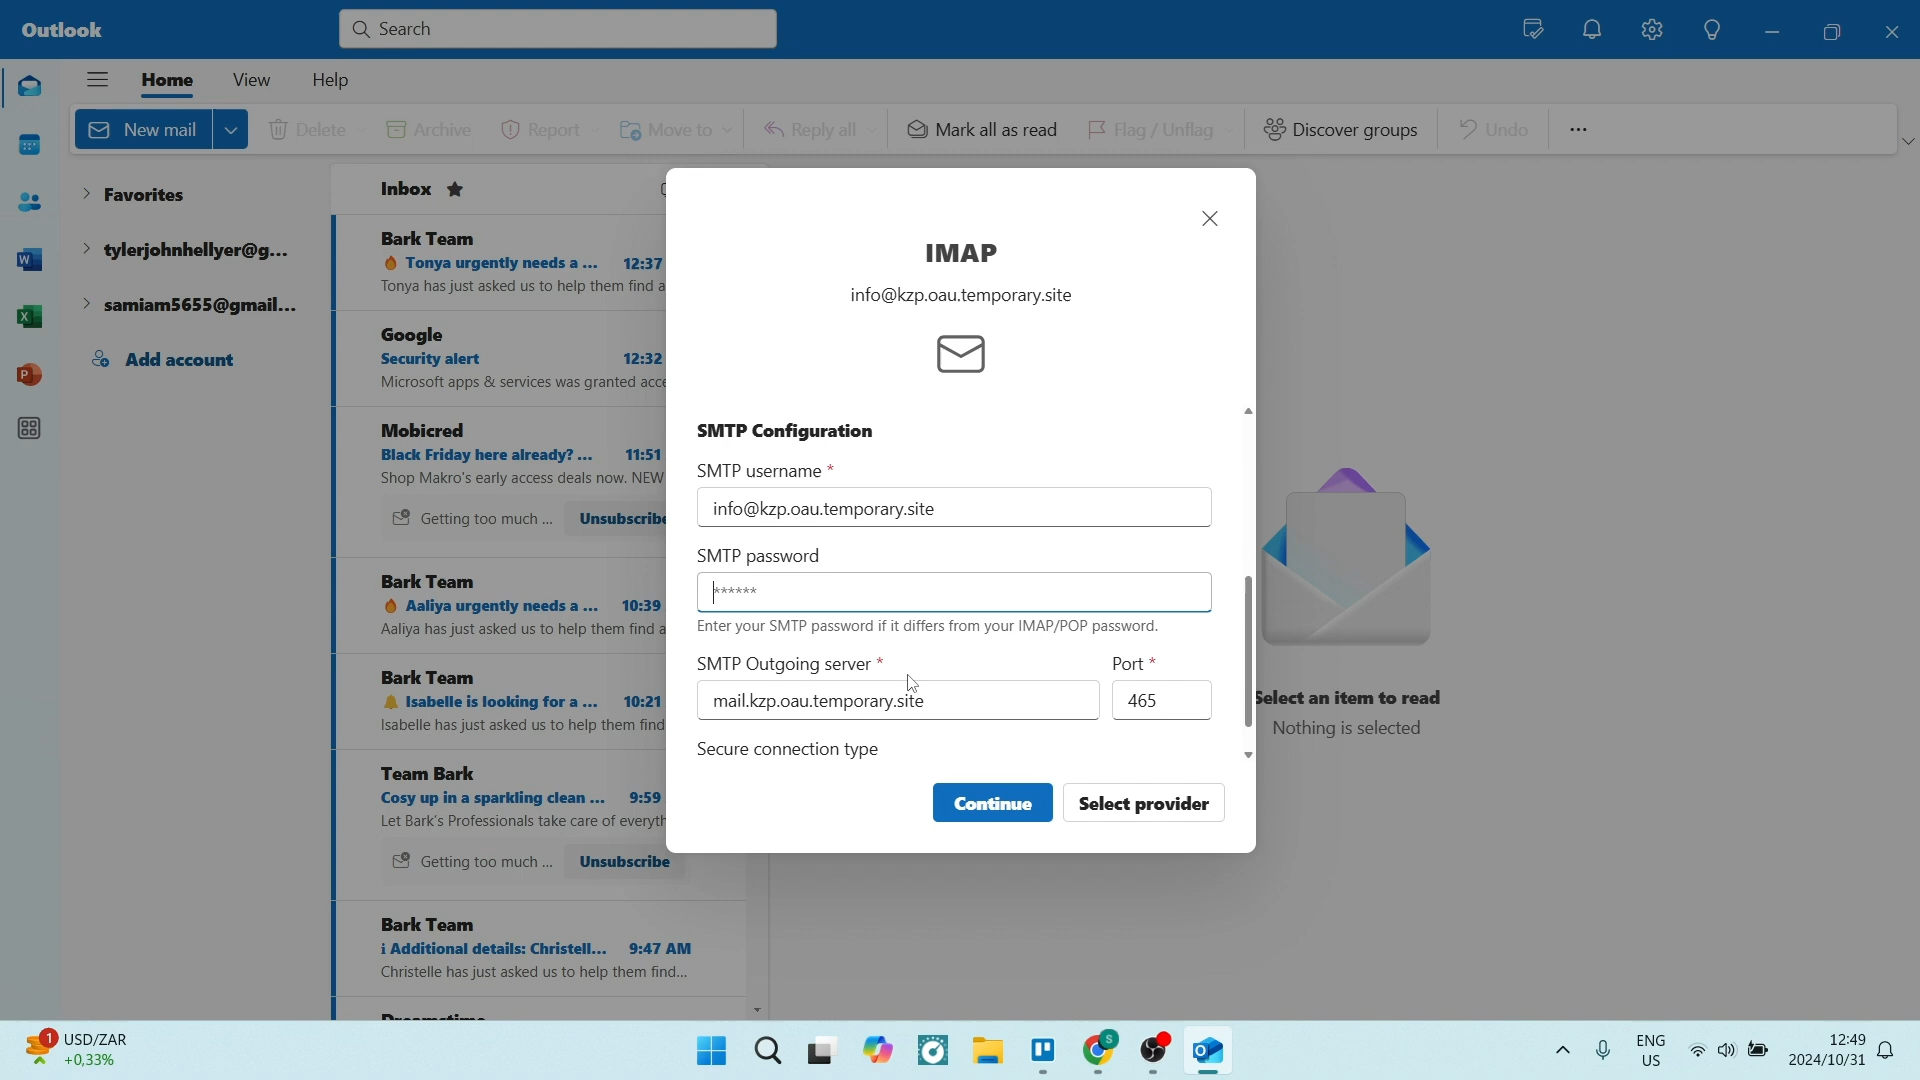 Outlook
Search
Home
View
Help
New mail
Delete
Archive
Report
Move to
Reply all
Mark all as read
Flag / Unflag
Discover groups
Undo
Favorites
tylerjohnhellyer@g...
samiam5655@gmail...
Add account
Inbox
Bark Team
Tonya urgently needs a ... 12:37
Tonya has just asked us to help them find a
Google
Security alert 12:32
Microsoft apps & services was granted acce
Mobicred
Black Friday here already? ... 11:51
Shop Makro's early access deals now. NEW
Getting too much ... Unsubscribe
Bark Team
Aaliya urgently needs a ... 10:39
Aaliya has just asked us to help them find a
Bark Team
Isabelle is looking for a ... 10:21
Isabelle has just asked us to help them find
Team Bark
Cosy up in a sparkling clean ... 9:59
Let Bark's Professionals take care of everyth
Getting too much ... Unsubscribe
Bark Team
Additional details: Christell... 9:47 AM
Christelle has just asked us to help them find...
IMAP
info@kzp.oau.temporary.site
SMTP Configuration
SMTP username *
info@kzp.oau.temporary.site
SMTP password
******
Enter your SMTP password if it differs from your IMAP/POP password.
SMTP Outgoing server * Port *
mail.kzp.oau.temporary.site 465
Secure connection type
Continue
Select provider
Select an item to read
Nothing is selected
1
USD/ZAR
+0,33%
ENG
US
12:49
2024/10/31